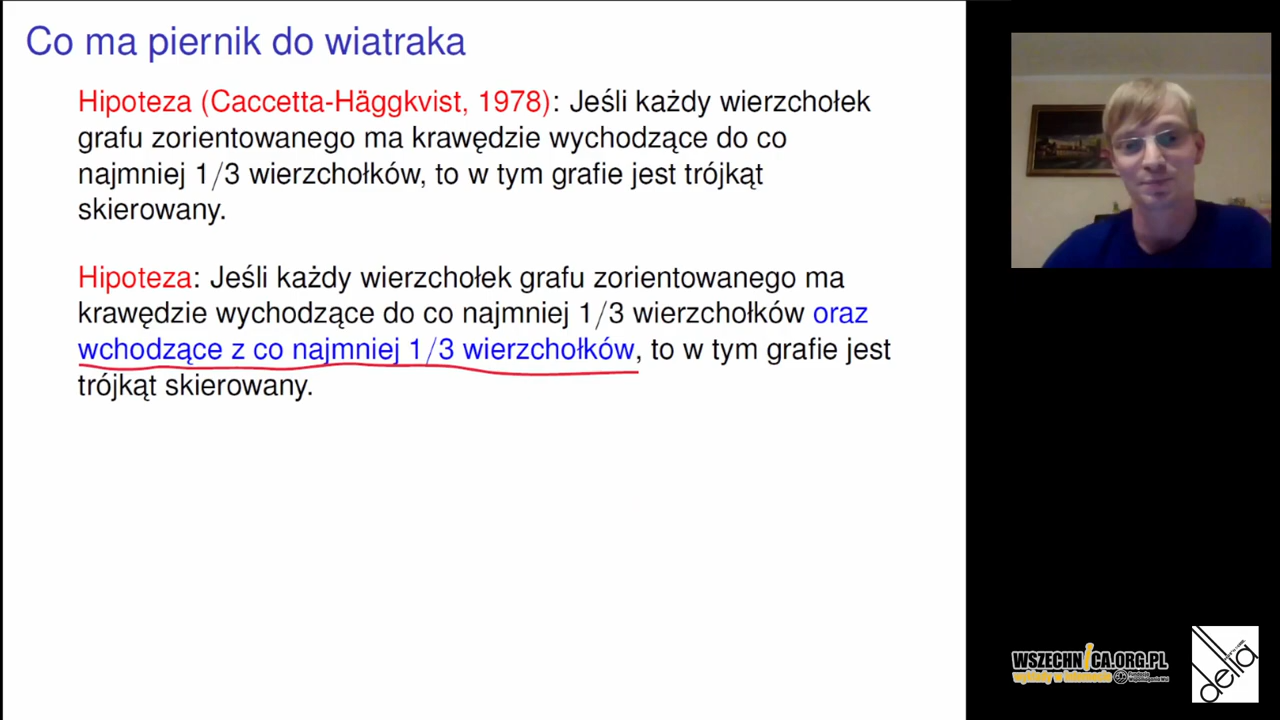 Co ma piernik do wiatraka
Hipoteza (Caccetta-Häggkvist, 1978): Jeśli każdy wierzchołek
grafu zorientowanego ma krawędzie wychodzące do co
najmniej 1/3 wierzchołków, to w tym grafie jest trójkąt
skierowany.
Hipoteza: Jeśli każdy wierzchołek grafu zorientowanego ma
krawędzie wychodzące do co najmniej 1/3 wierzchołków oraz
wchodzące z co najmniej 1/3 wierzchołków, to w tym grafie jest
trójkąt skierowany.
WSZECHNICA.ORG.PL
wykłady w internecie
delta